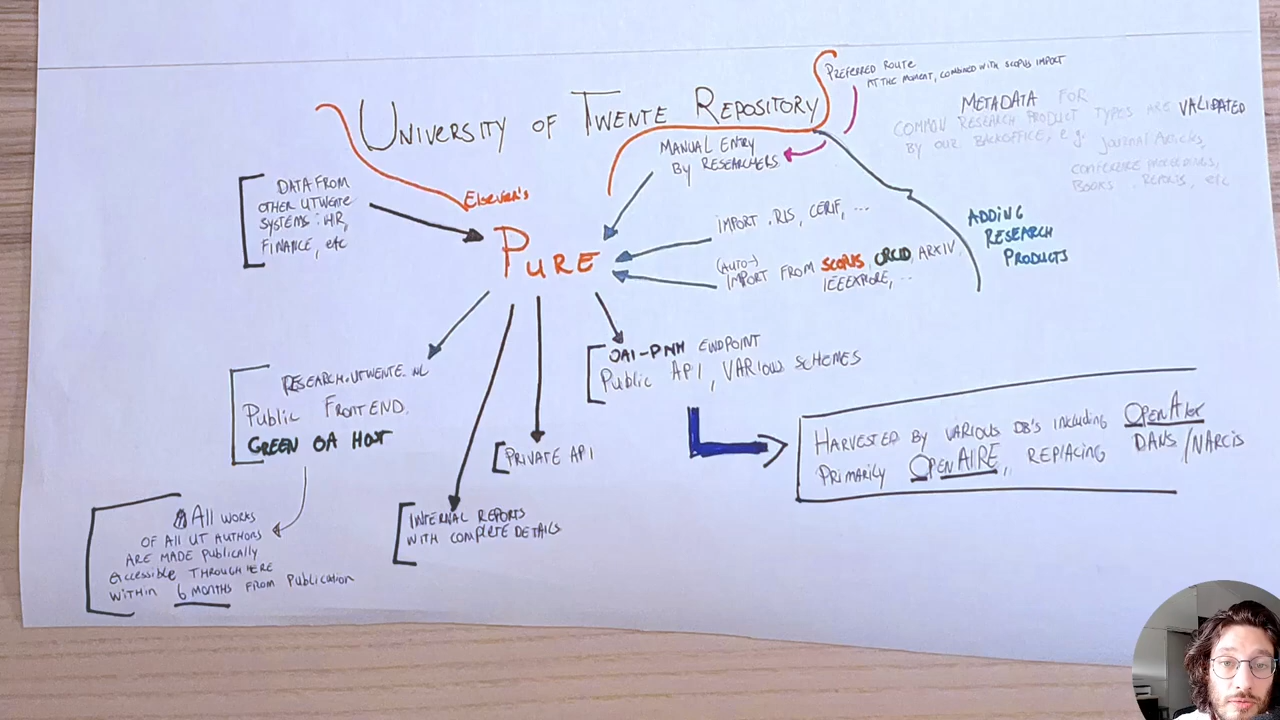 UNIVERSITY OF TWENTE REPOSITORY
PREFERRED ROUTE
AT THE MOMENT, COMBINED WITH SCOPUS IMPORT
METADATA FOR
COMMON RESEARCH PRODUCT TYPES ARE VALIDATED
BY OUR BACKOFFICE, e.g. Journal Articles,
CONFERENCE PROCEEDINGS,
BOOKS, REPORTS, etc
MANUAL ENTRY
BY RESEARCHERS
DATA FROM
OTHER UTWENTE
SYSTEMS: HR,
FINANCE, etc
Elsevier's
PURE
IMPORT .RIS, CERIF, ...
(AUTO-)
IMPORT FROM SCOPUS, ORCID, ARXIV,
IEEEXPLORE, ..
ADDING
RESEARCH
PRODUCTS
OAI-PMH ENDPOINT
Public API, VARIOUS SCHEMES
RESEARCH.UTWENTE.NL
Public FRONTEND.
GREEN OA HOST
PRIVATE API
HARVESTED BY VARIOUS DB'S INCLUDING OpenAlex
PRIMARILY OPENAIRE, REPLACING DANS/NARCIS
INTERNAL REPORTS
WITH COMPLETE DETAILS
All WORKS
OF All UT AUTHORS
ARE MADE PUblically
accessible THROUGH HERE
WITHIN 6 MONTHS FROM PUblication